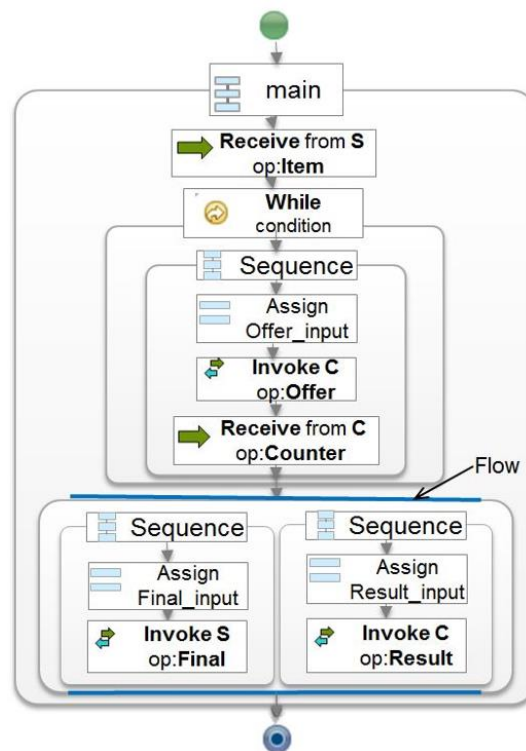 main
Receive from S
op:Item
While
condition
Sequence
Assign
Offer_input
Invoke C
op:Offer
Receive from C
op:Counter
Flow
Sequence
Assign
Final_input
Invoke S
op:Final
Sequence
Assign
Result_input
Invoke C
op:Result